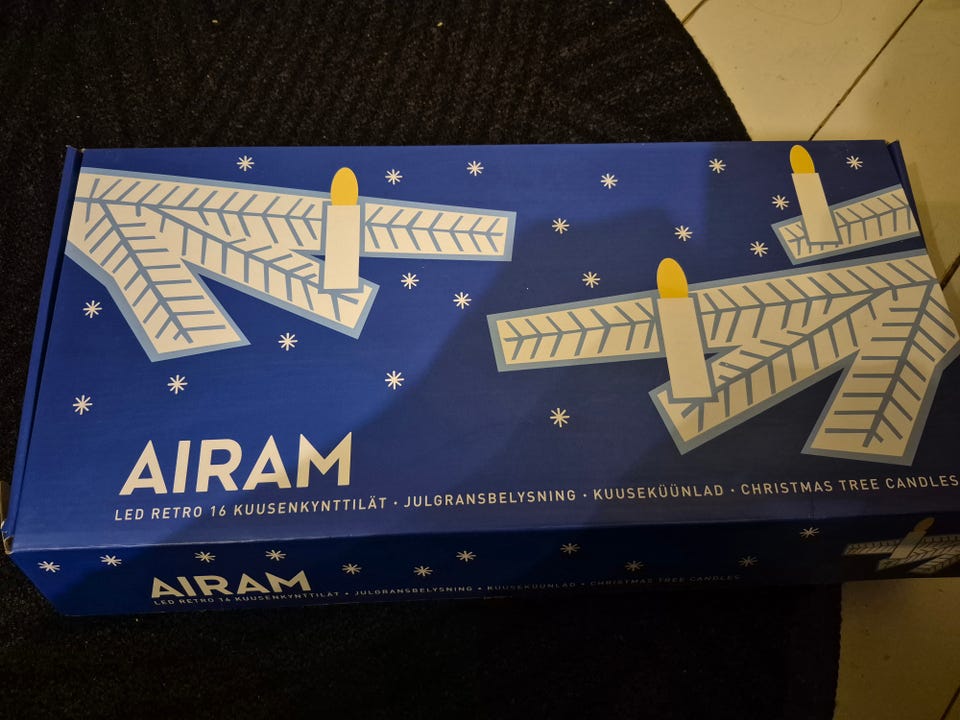 AIRAM
LED RETRO 16 KUUSENKYNTTILÄT · JULGRANSBELYSNING · KUUSEKÜÜNLAD · CHRISTMAS TREE CANDLES
AIRAM
LED RETRO 16 KUUSENKYNTTILÄT · JULGRANSBELYSNING · KUUSEKÜÜNLAD · CHRISTMAS TREE CANDLES